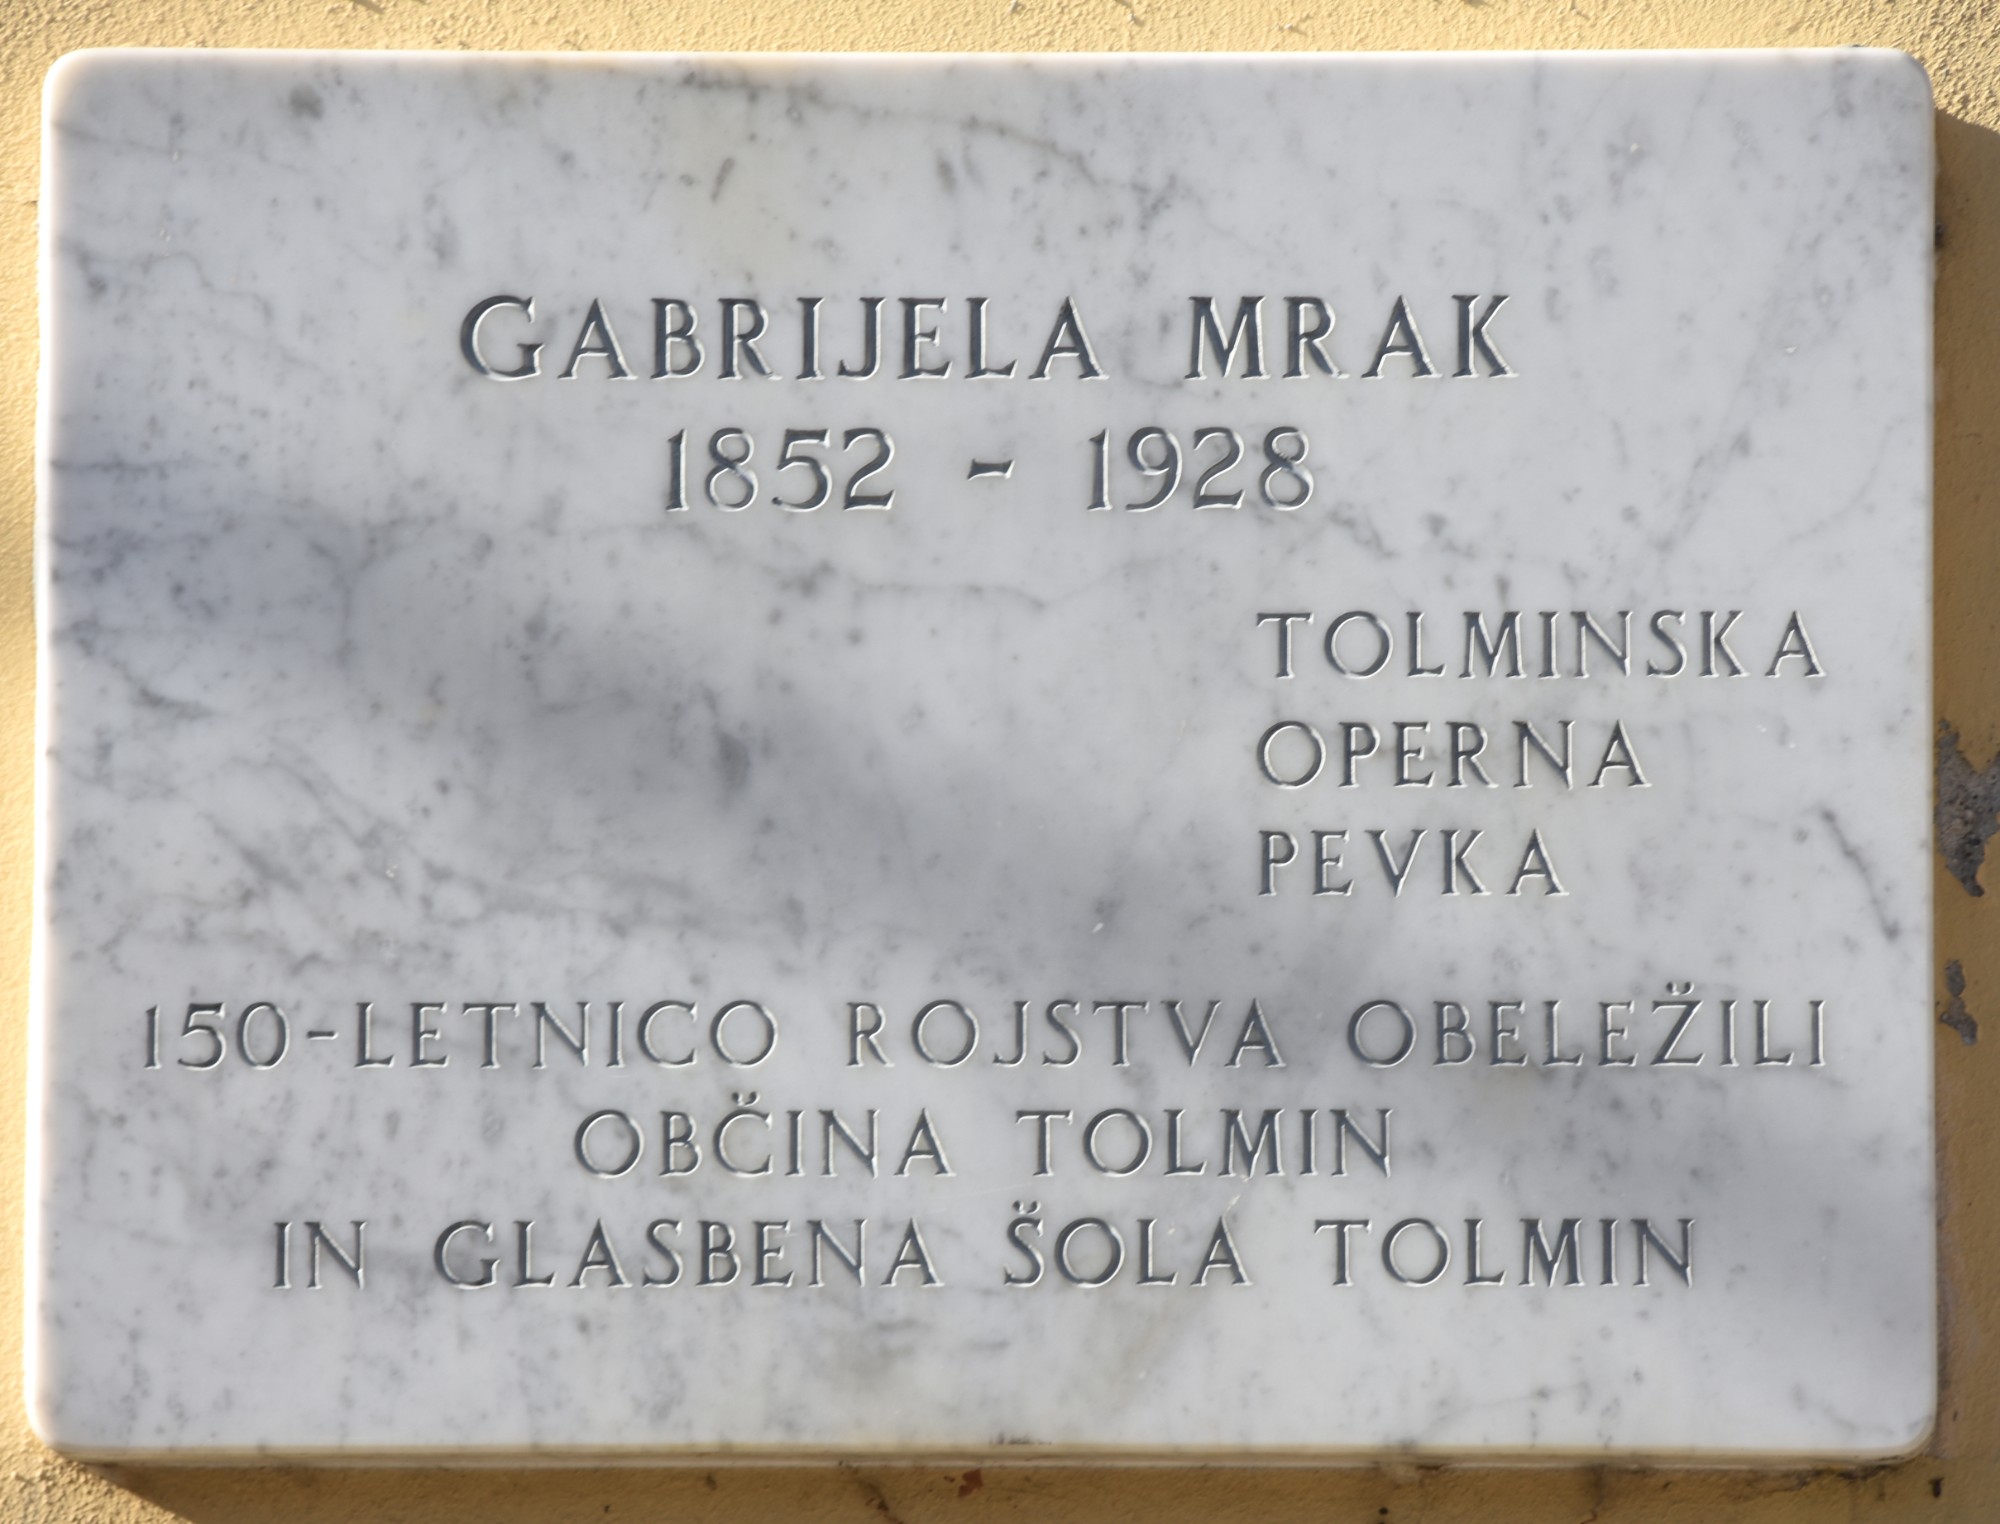 GABRIJELA MRAK
1852 - 1928
TOLMINSKA
OPERNA
PEVKA
150-LETNICO ROJSTVA OBELEŽILI
OBČINA TOLMIN
IN GLASBENA ŠOLA TOLMIN